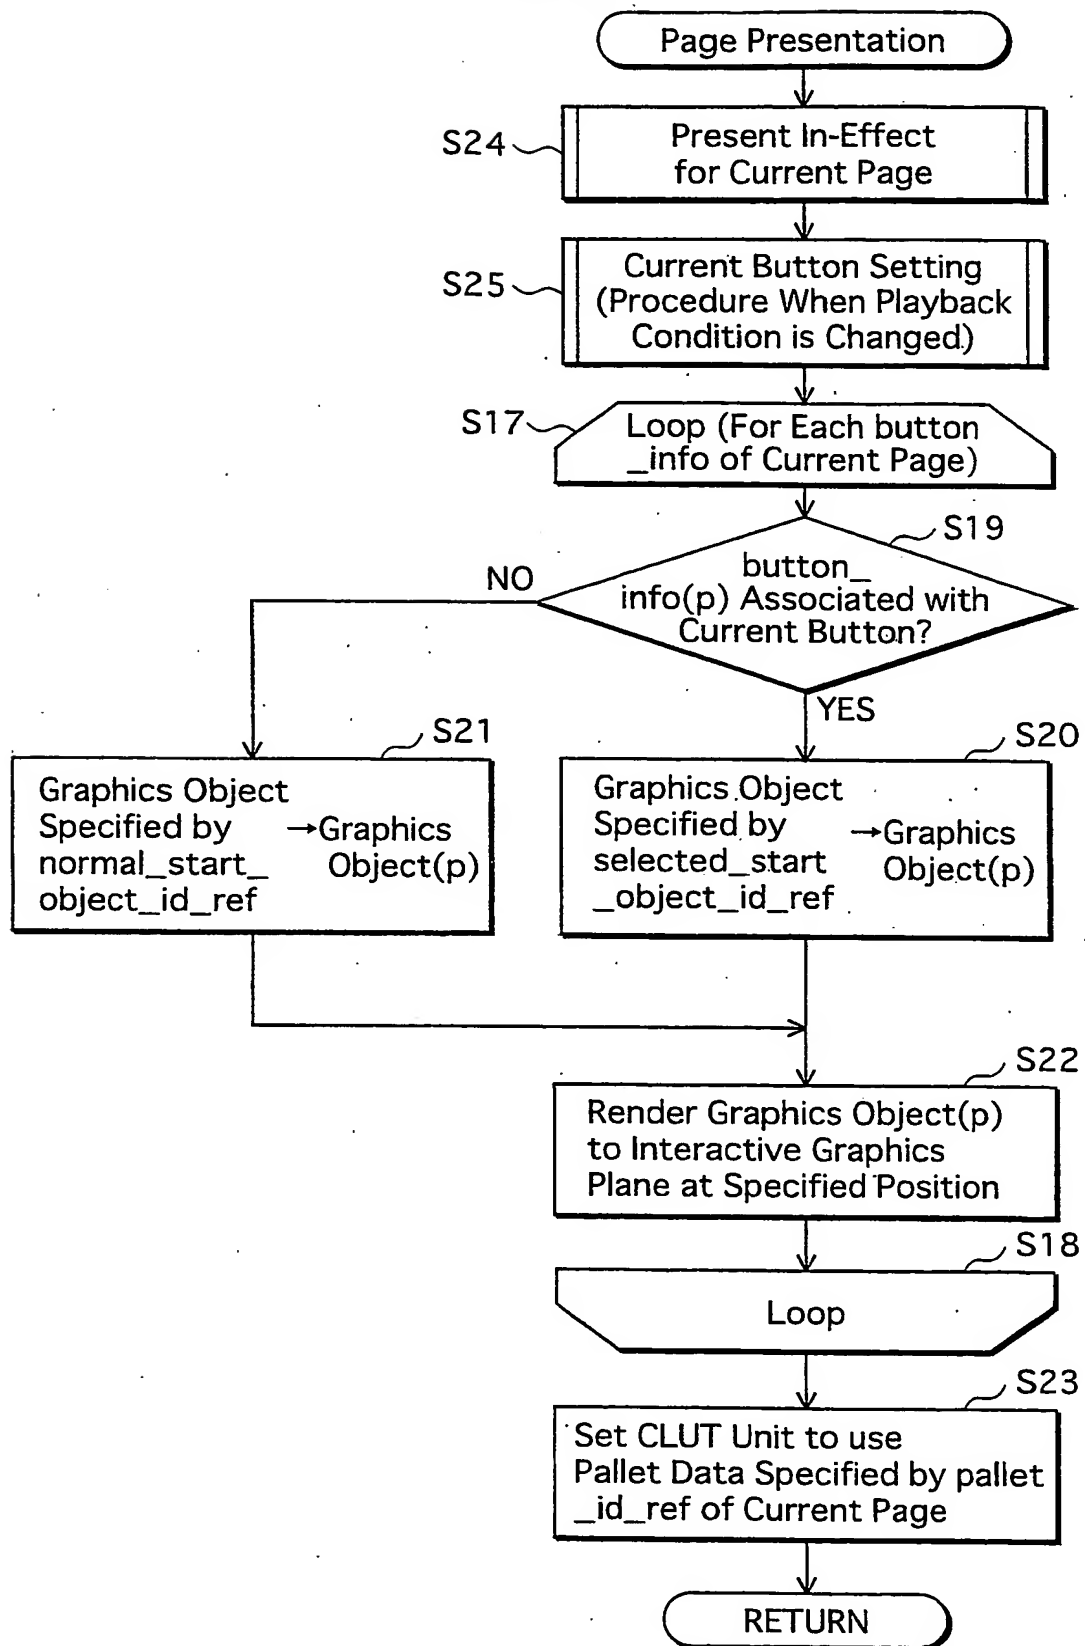 Page Presentation
S24
Present In-Effect
for Current Page
S25
Current Button Setting
(Procedure When Playback
Condition is Changed)
S17
Loop (For Each button
_info of Current Page)
S19
button_
info(p) Associated with
Current Button?
NO
YES
S21
Graphics Object
Specified by →Graphics
normal_start_ Object(p)
object_id_ref
S20
Graphics Object
Specified by →Graphics
selected_start Object(p)
_object_id_ref
S22
Render Graphics Object(p)
to Interactive Graphics
Plane at Specified Position
S18
Loop
S23
Set CLUT Unit to use
Pallet Data Specified by pallet
_id_ref of Current Page
RETURN